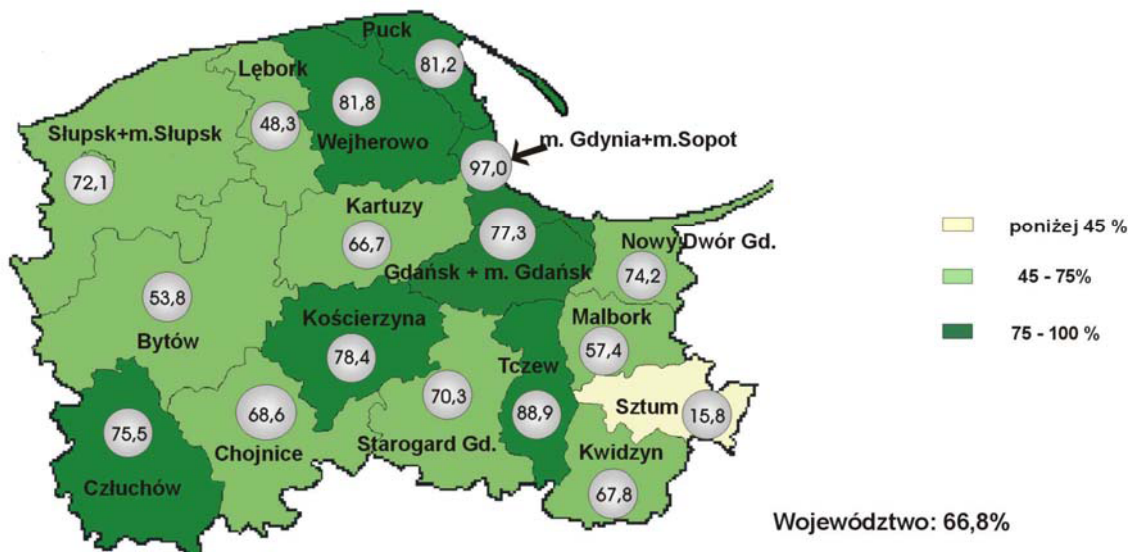 Puck
81,2
Lębork
48,3
81,8
Wejherowo
Słupsk+m.Słupsk
72,1
m. Gdynia+m.Sopot
97,0
Kartuzy
66,7
77,3
Gdańsk + m. Gdańsk
Nowy Dwór Gd.
74,2
53,8
Bytów
Kościerzyna
78,4
Malbork
57,4
Tczew
88,9
70,3
Starogard Gd.
Sztum
15,8
68,6
Chojnice
75,5
Człuchów
Kwidzyn
67,8
poniżej 45 %
45 - 75%
75 - 100 %
Województwo: 66,8%